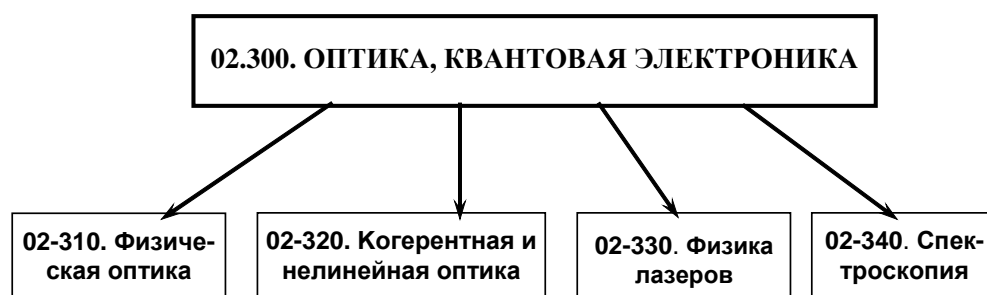 02.300. ОПТИКА, КВАНТОВАЯ ЭЛЕКТРОНИКА
02-310. Физиче-
ская оптика
02-320. Когерентная и
нелинейная оптика
02-330. Физика
лазеров
02-340. Спек-
троскопия